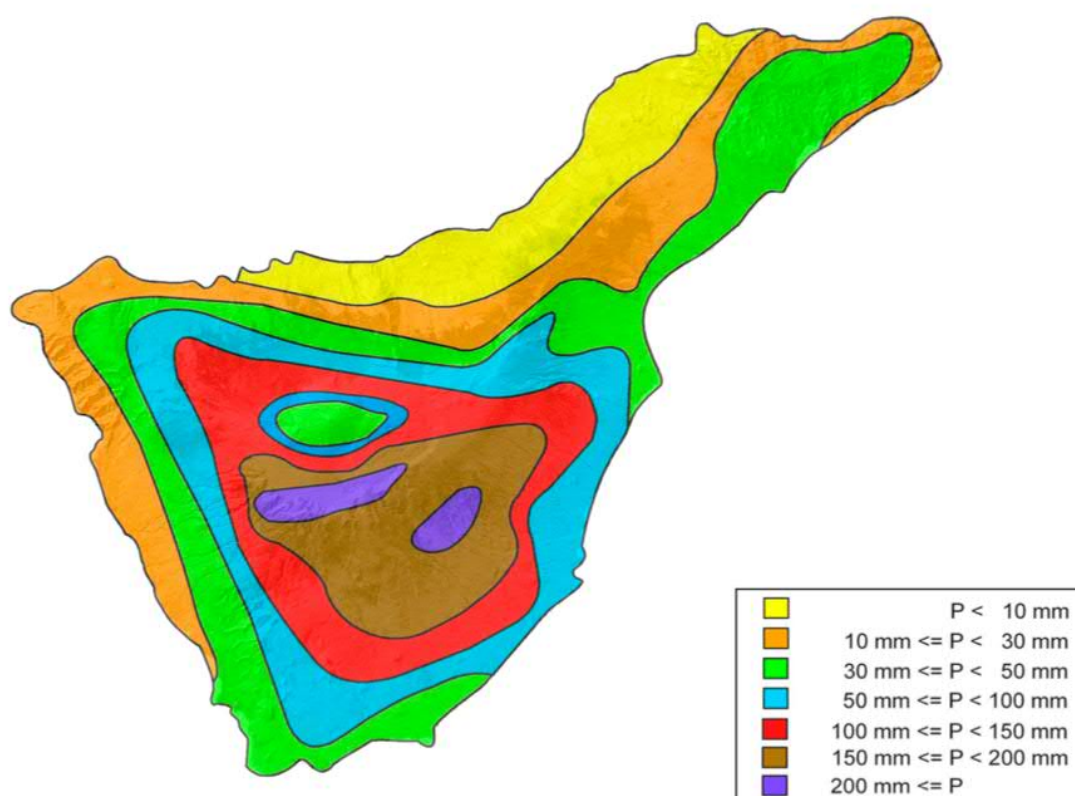 P < 10 mm
10 mm <= P < 30 mm
30 mm <= P < 50 mm
50 mm <= P < 100 mm
100 mm <= P < 150 mm
150 mm <= P < 200 mm
200 mm <= P